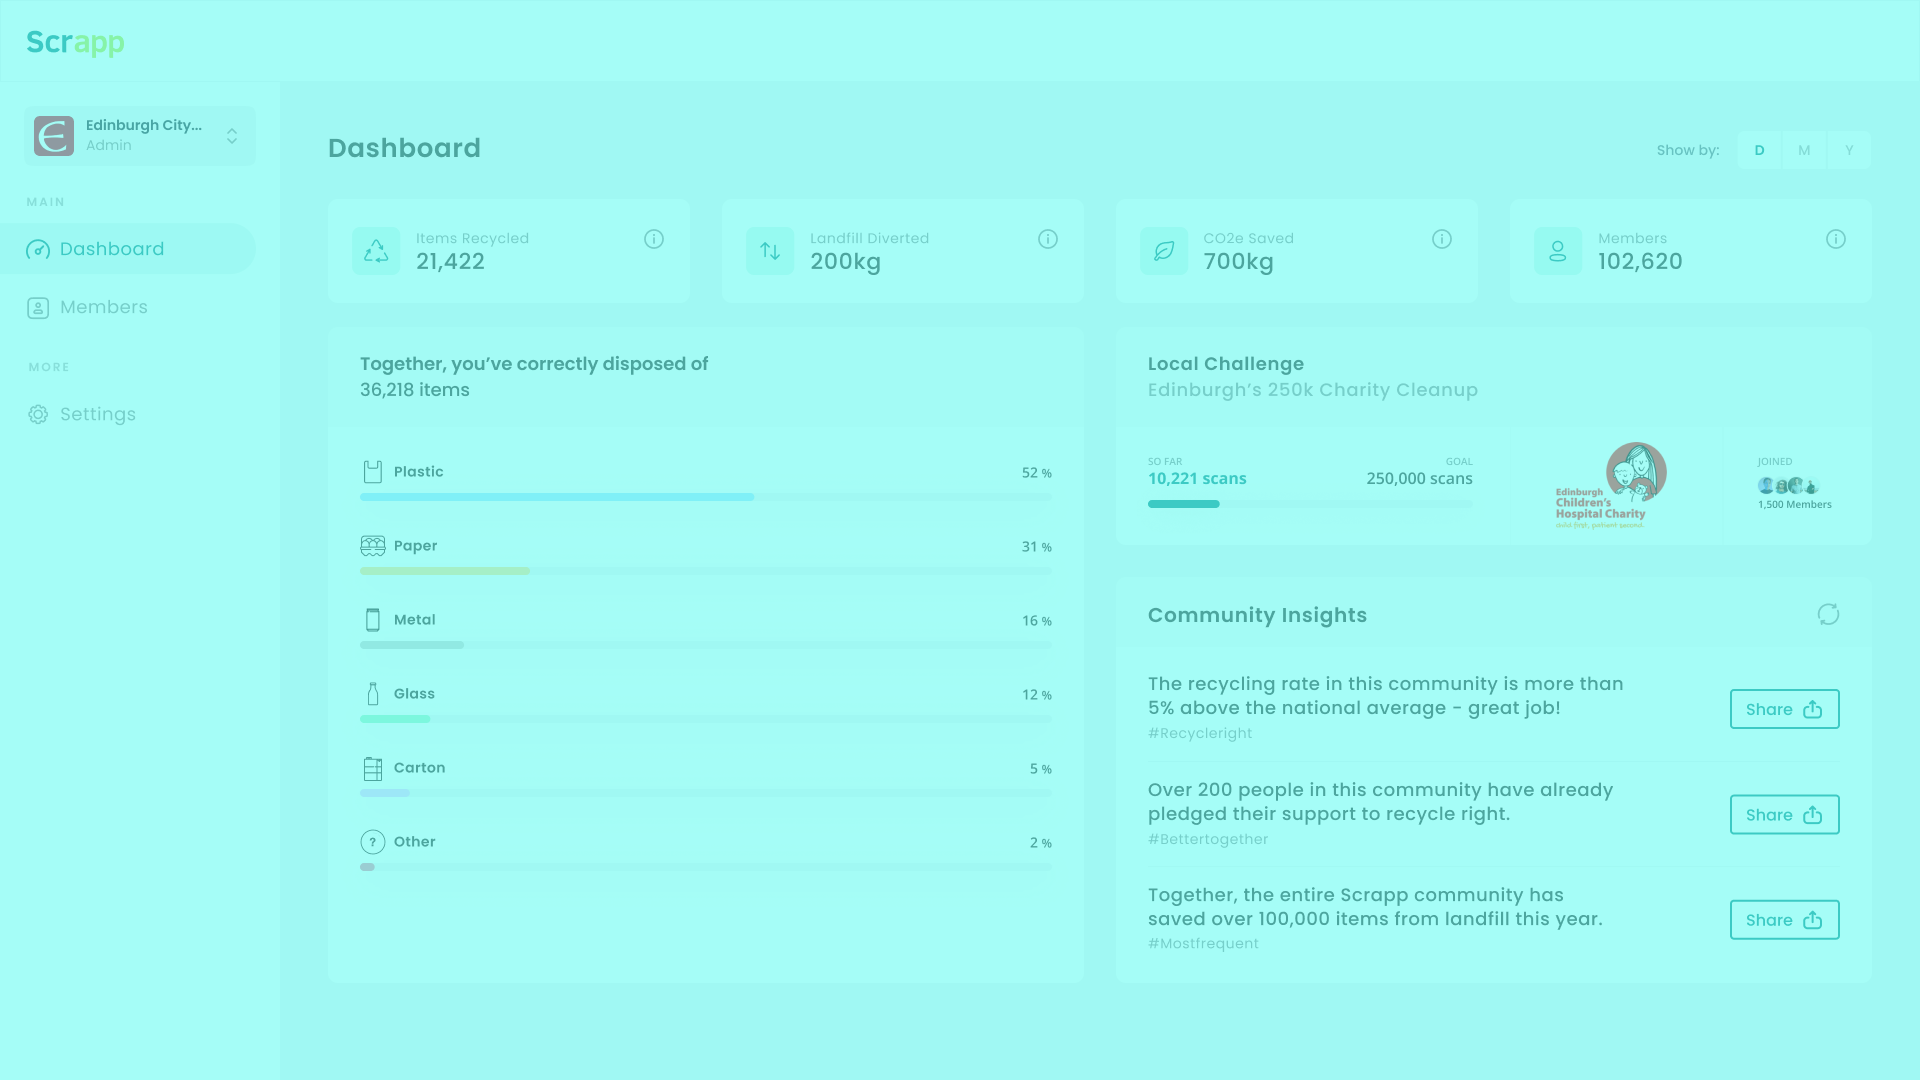 Scrapp
Edinburgh City...
Admin
MAIN
Dashboard
Members
MORE
Settings
Dashboard
Show by:
D
M
Y
Items Recycled
21,422
Landfill Diverted
200kg
CO2e Saved
700kg
Members
102,620
Together, you’ve correctly disposed of
36,218 items
Plastic
52 %
Paper
31 %
Metal
16 %
Glass
12 %
Carton
5 %
?
Other
2 %
Local Challenge
Edinburgh’s 250k Charity Cleanup
SO FAR
10,221 scans
GOAL
250,000 scans
Edinburgh
Children's
Hospital Charity
child first, patient second.
JOINED
1,500 Members
Community Insights
The recycling rate in this community is more than
5% above the national average - great job!
#Recycleright
Share
Over 200 people in this community have already
pledged their support to recycle right.
#Bettertogether
Share
Together, the entire Scrapp community has
saved over 100,000 items from landfill this year.
#Mostfrequent
Share